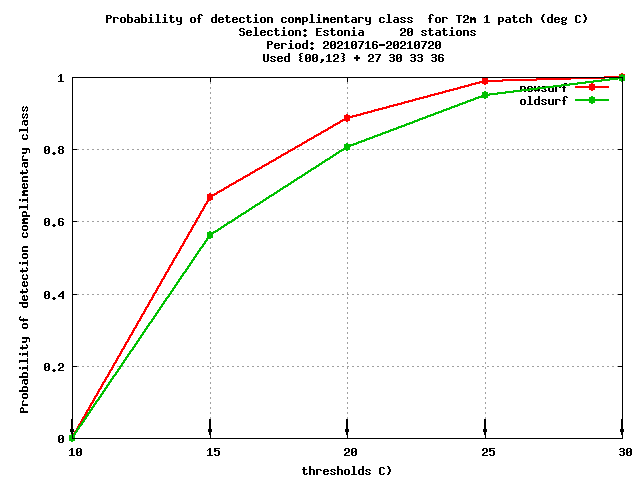 Probability of detection complimentary class  for T2m 1 patch (deg C)
Selection: Estonia     20 stations
Period: 20210716-20210720
Used {00,12} + 27 30 33 36
Probability of detection complimentary class
1
0.8
0.6
0.4
0.2
0
newsurf
oldsurf
10 15 20 25 30
thresholds C)